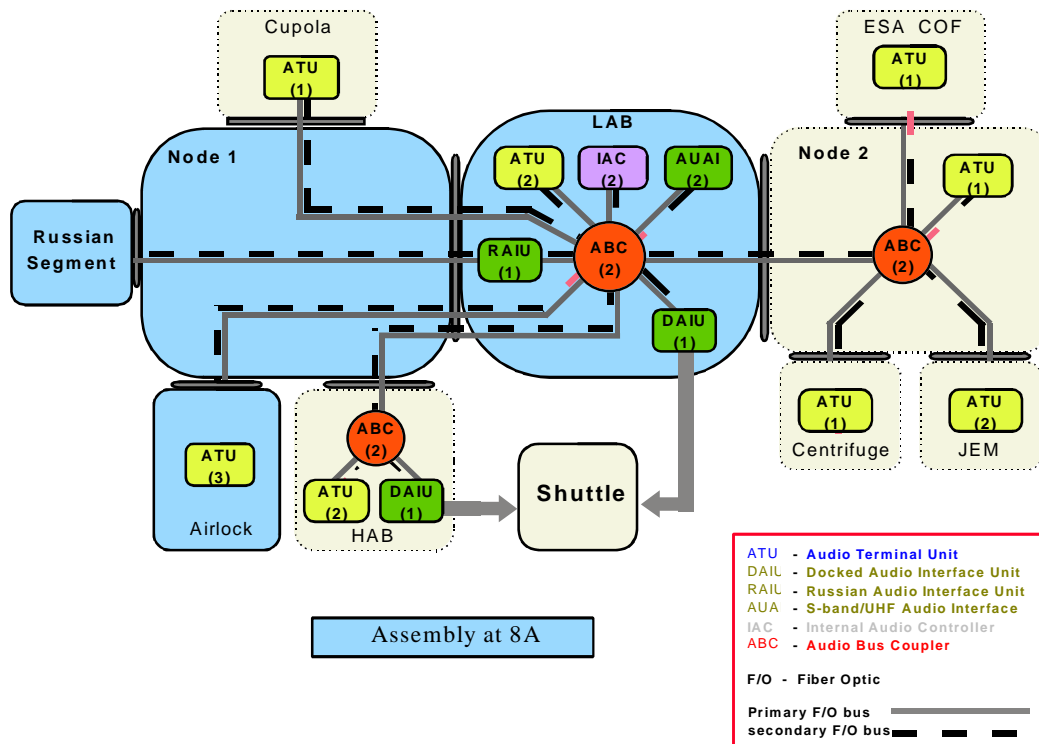 Cupola
ATU
(1)
ESA COF
ATU
(1)
Node 1
LAB
ATU
(2)
IAC
(2)
AUAI
(2)
Node 2
ATU
(1)
Russian
Segment
RAIU
(1)
ABC
(2)
ABC
(2)
DAIU
(1)
ATU
(3)
Airlock
ABC
(2)
ATU
(2)
DAIU
(1)
HAB
Shuttle
ATU
(1)
Centrifuge
ATU
(2)
JEM
Assembly at 8A
ATU - Audio Terminal Unit
DAIU - Docked Audio Interface Unit
RAIU - Russian Audio Interface Unit
AUA - S-band/UHF Audio Interface
IAC - Internal Audio Controller
ABC - Audio Bus Coupler
F/O - Fiber Optic
Primary F/O bus
secondary F/O bus